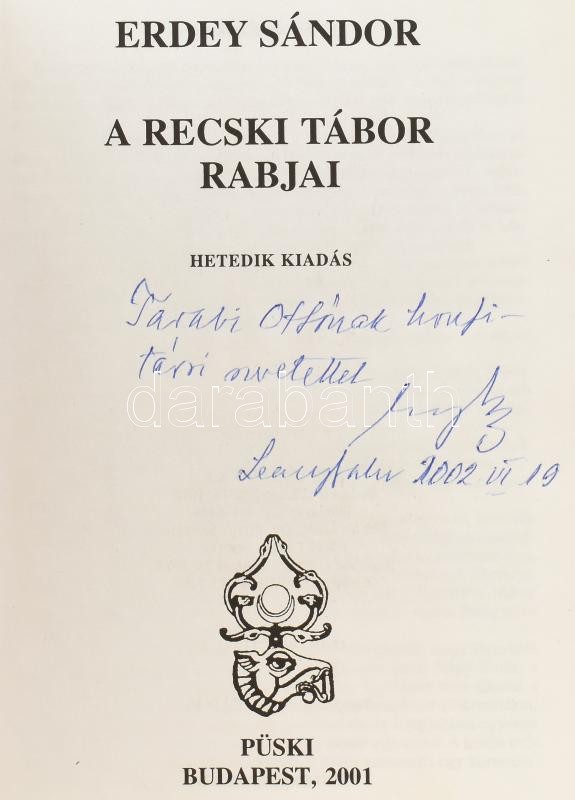 ERDEY SÁNDOR
A RECSKI TÁBOR
RABJAI
HETEDIK KIADÁS
Tarabi Ottónak honfi-
társi szeretettel
darabanth
Leányfalu 2002 VI 19
PÜSKI
BUDAPEST, 2001